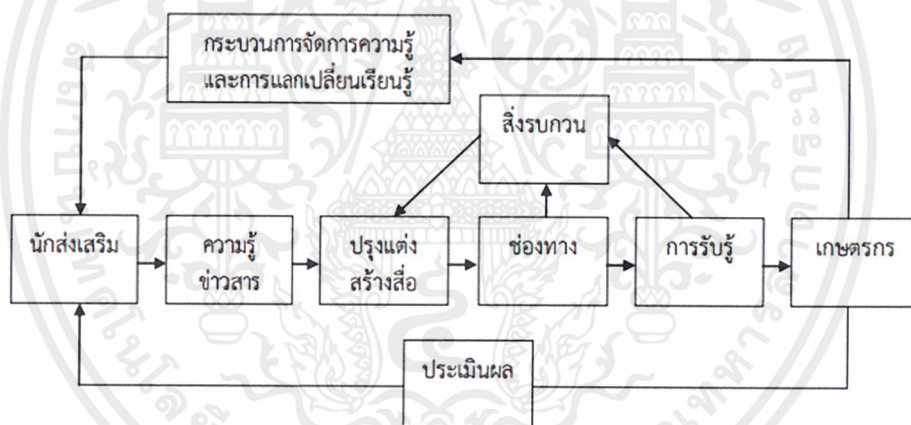 กระบวนการจัดการความรู้
และการแลกเปลี่ยนเรียนรู้
สิ่งรบกวน
นักส่งเสริม
ความรู้
ข่าวสาร
ปรุงแต่ง
สร้างสื่อ
ช่องทาง
การรับรู้
เกษตรกร
ประเมินผล